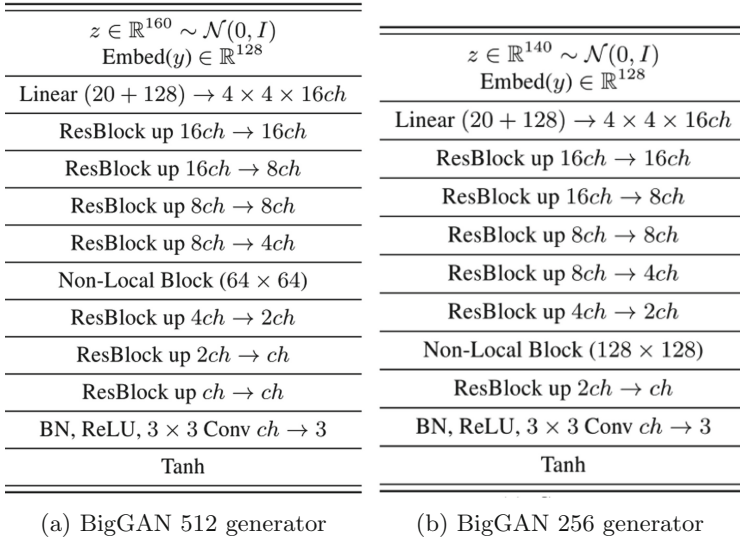 z ∈ ℝ¹⁶⁰ ∼ 𝒩(0, I)
Embed(y) ∈ ℝ¹²⁸
Linear (20 + 128) → 4 × 4 × 16ch
ResBlock up 16ch → 16ch
ResBlock up 16ch → 8ch
ResBlock up 8ch → 8ch
ResBlock up 8ch → 4ch
Non-Local Block (64 × 64)
ResBlock up 4ch → 2ch
ResBlock up 2ch → ch
ResBlock up ch → ch
BN, ReLU, 3 × 3 Conv ch → 3
Tanh
(a) BigGAN 512 generator
z ∈ ℝ¹⁴⁰ ∼ 𝒩(0, I)
Embed(y) ∈ ℝ¹²⁸
Linear (20 + 128) → 4 × 4 × 16ch
ResBlock up 16ch → 16ch
ResBlock up 16ch → 8ch
ResBlock up 8ch → 8ch
ResBlock up 8ch → 4ch
ResBlock up 4ch → 2ch
Non-Local Block (128 × 128)
ResBlock up 2ch → ch
BN, ReLU, 3 × 3 Conv ch → 3
Tanh
(b) BigGAN 256 generator